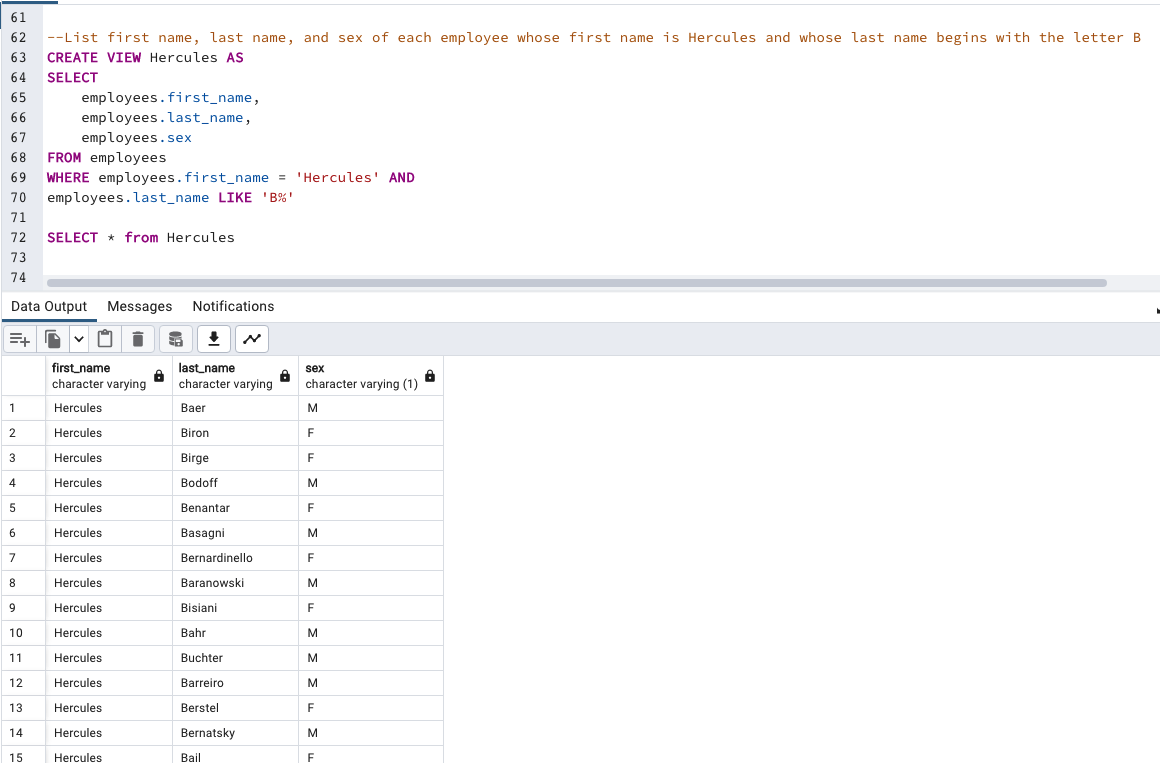 61
62 --List first name, last name, and sex of each employee whose first name is Hercules and whose last name begins with the letter B
63 CREATE VIEW Hercules AS
64 SELECT
65     employees.first_name,
66     employees.last_name,
67     employees.sex
68 FROM employees
69 WHERE employees.first_name = 'Hercules' AND
70 employees.last_name LIKE 'B%'
71
72 SELECT * from Hercules
73
74
Data Output Messages Notifications
first_name last_name sex
character varying character varying character varying (1)
1 Hercules Baer M
2 Hercules Biron F
3 Hercules Birge F
4 Hercules Bodoff M
5 Hercules Benantar F
6 Hercules Basagni M
7 Hercules Bernardinello F
8 Hercules Baranowski M
9 Hercules Bisiani F
10 Hercules Bahr M
11 Hercules Buchter M
12 Hercules Barreiro M
13 Hercules Berstel F
14 Hercules Bernatsky M
15 Hercules Bail F